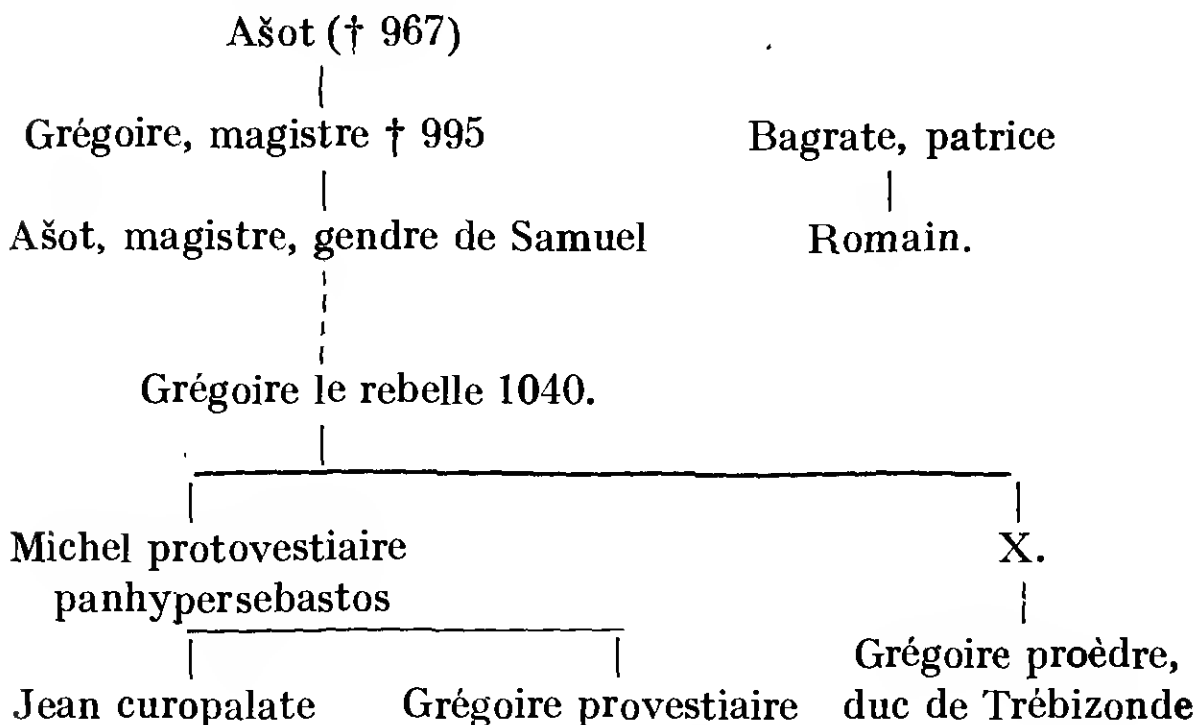 Ašot († 967)
Grégoire, magistre † 995 Bagrate, patrice
Ašot, magistre, gendre de Samuel Romain.
Grégoire le rebelle 1040.
Michel protovestiaire X.
panhypersebastos
Grégoire proèdre,
Jean curopalate Grégoire provestiaire duc de Trébizonde